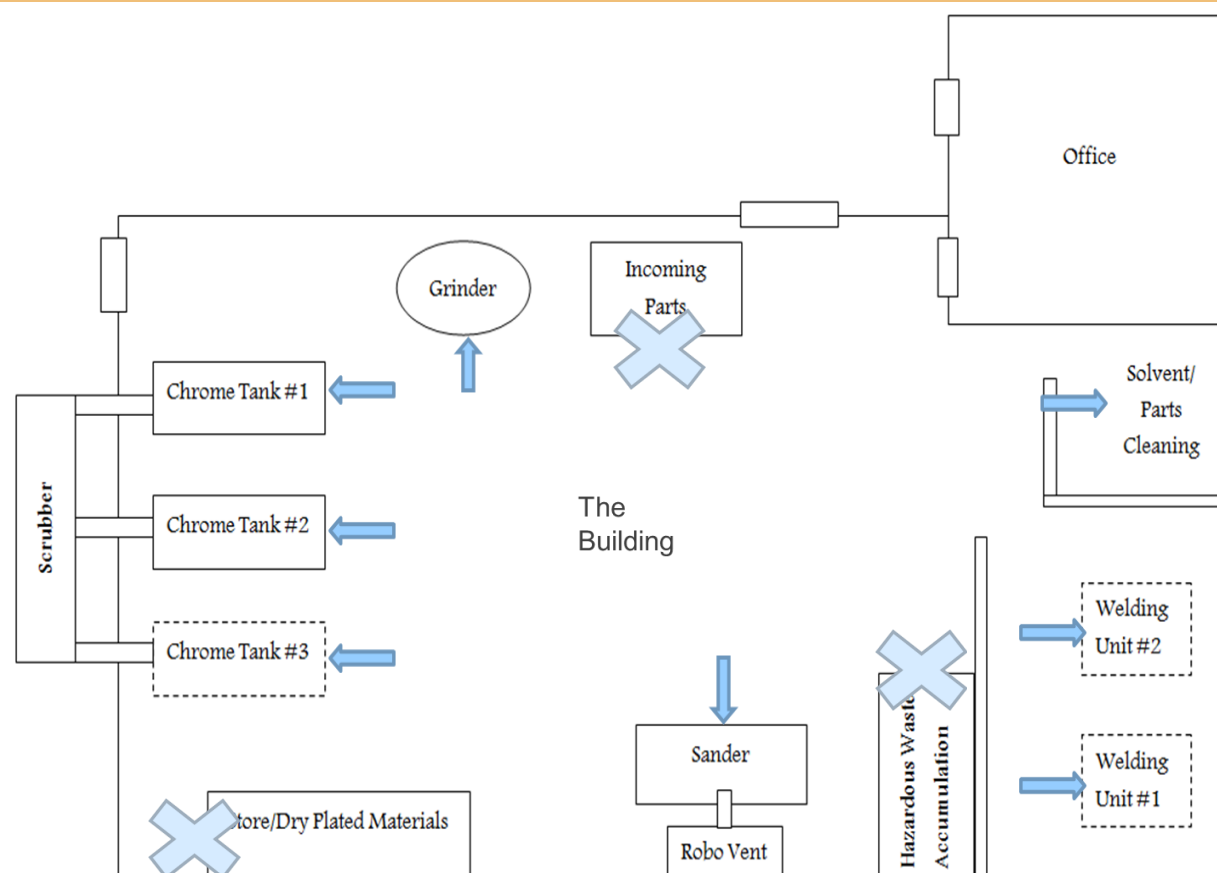 Office
Grinder
Incoming
Parts
Chrome Tank #1
Solvent/
Parts
Cleaning
Scrubber
Chrome Tank #2
The
Building
Chrome Tank #3
Welding
Unit #2
Sander
Hazardous Waste
Accumulation
Welding
Unit #1
Store/Dry Plated Materials
Robo Vent